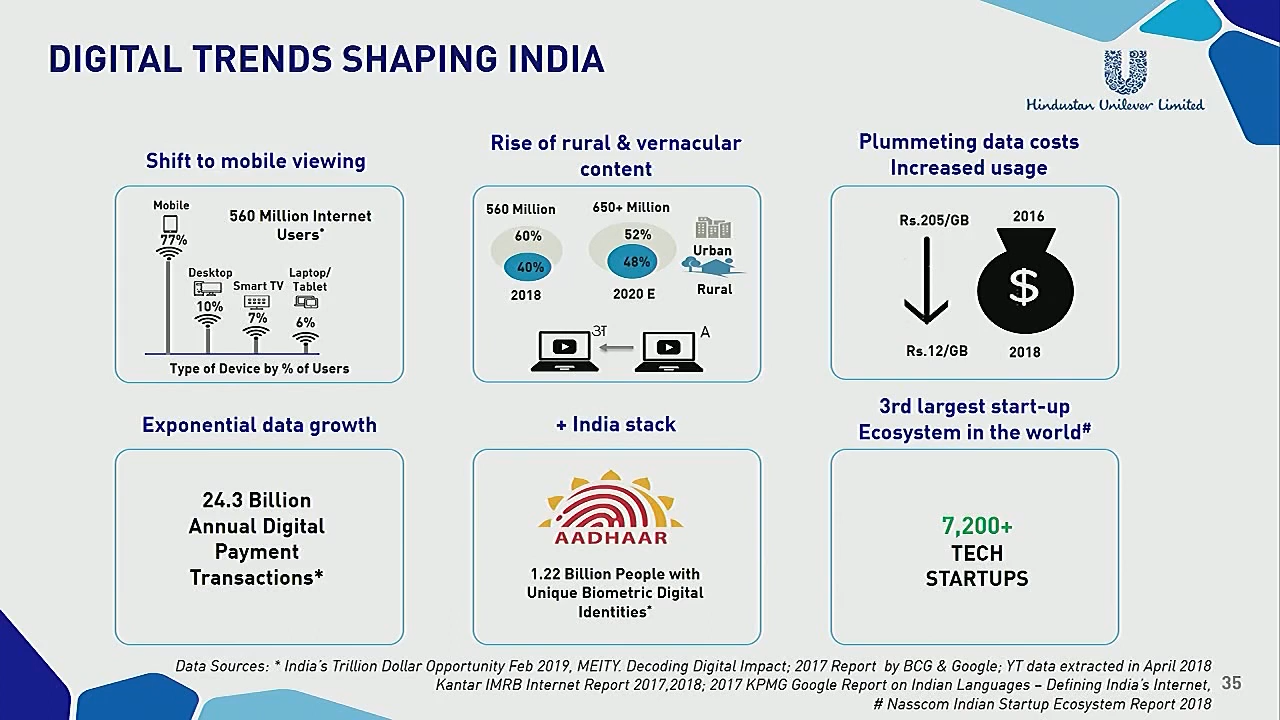 DIGITAL TRENDS SHAPING INDIA
Hindustan Unilever Limited
Shift to mobile viewing
Mobile
77%
560 Million Internet
Users*
Desktop
10%
Smart TV
7%
Laptop/
Tablet
6%
Type of Device by % of Users
Rise of rural & vernacular
content
560 Million
60%
40%
2018
650+ Million
52%
48%
2020 E
Urban
Rural
अ
A
Plummeting data costs
Increased usage
Rs.205/GB
2016
$
Rs.12/GB
2018
Exponential data growth
24.3 Billion
Annual Digital
Payment
Transactions*
+ India stack
AADHAAR
1.22 Billion People with
Unique Biometric Digital
Identities*
3rd largest start-up
Ecosystem in the world#
7,200+
TECH
STARTUPS
Data Sources: * India's Trillion Dollar Opportunity Feb 2019, MEITY. Decoding Digital Impact; 2017 Report by BCG & Google; YT data extracted in April 2018
Kantar IMRB Internet Report 2017,2018; 2017 KPMG Google Report on Indian Languages – Defining India's Internet,
# Nasscom Indian Startup Ecosystem Report 2018
35